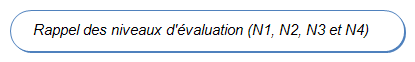 Rappel des niveaux d'évaluation (N1, N2, N3 et N4)